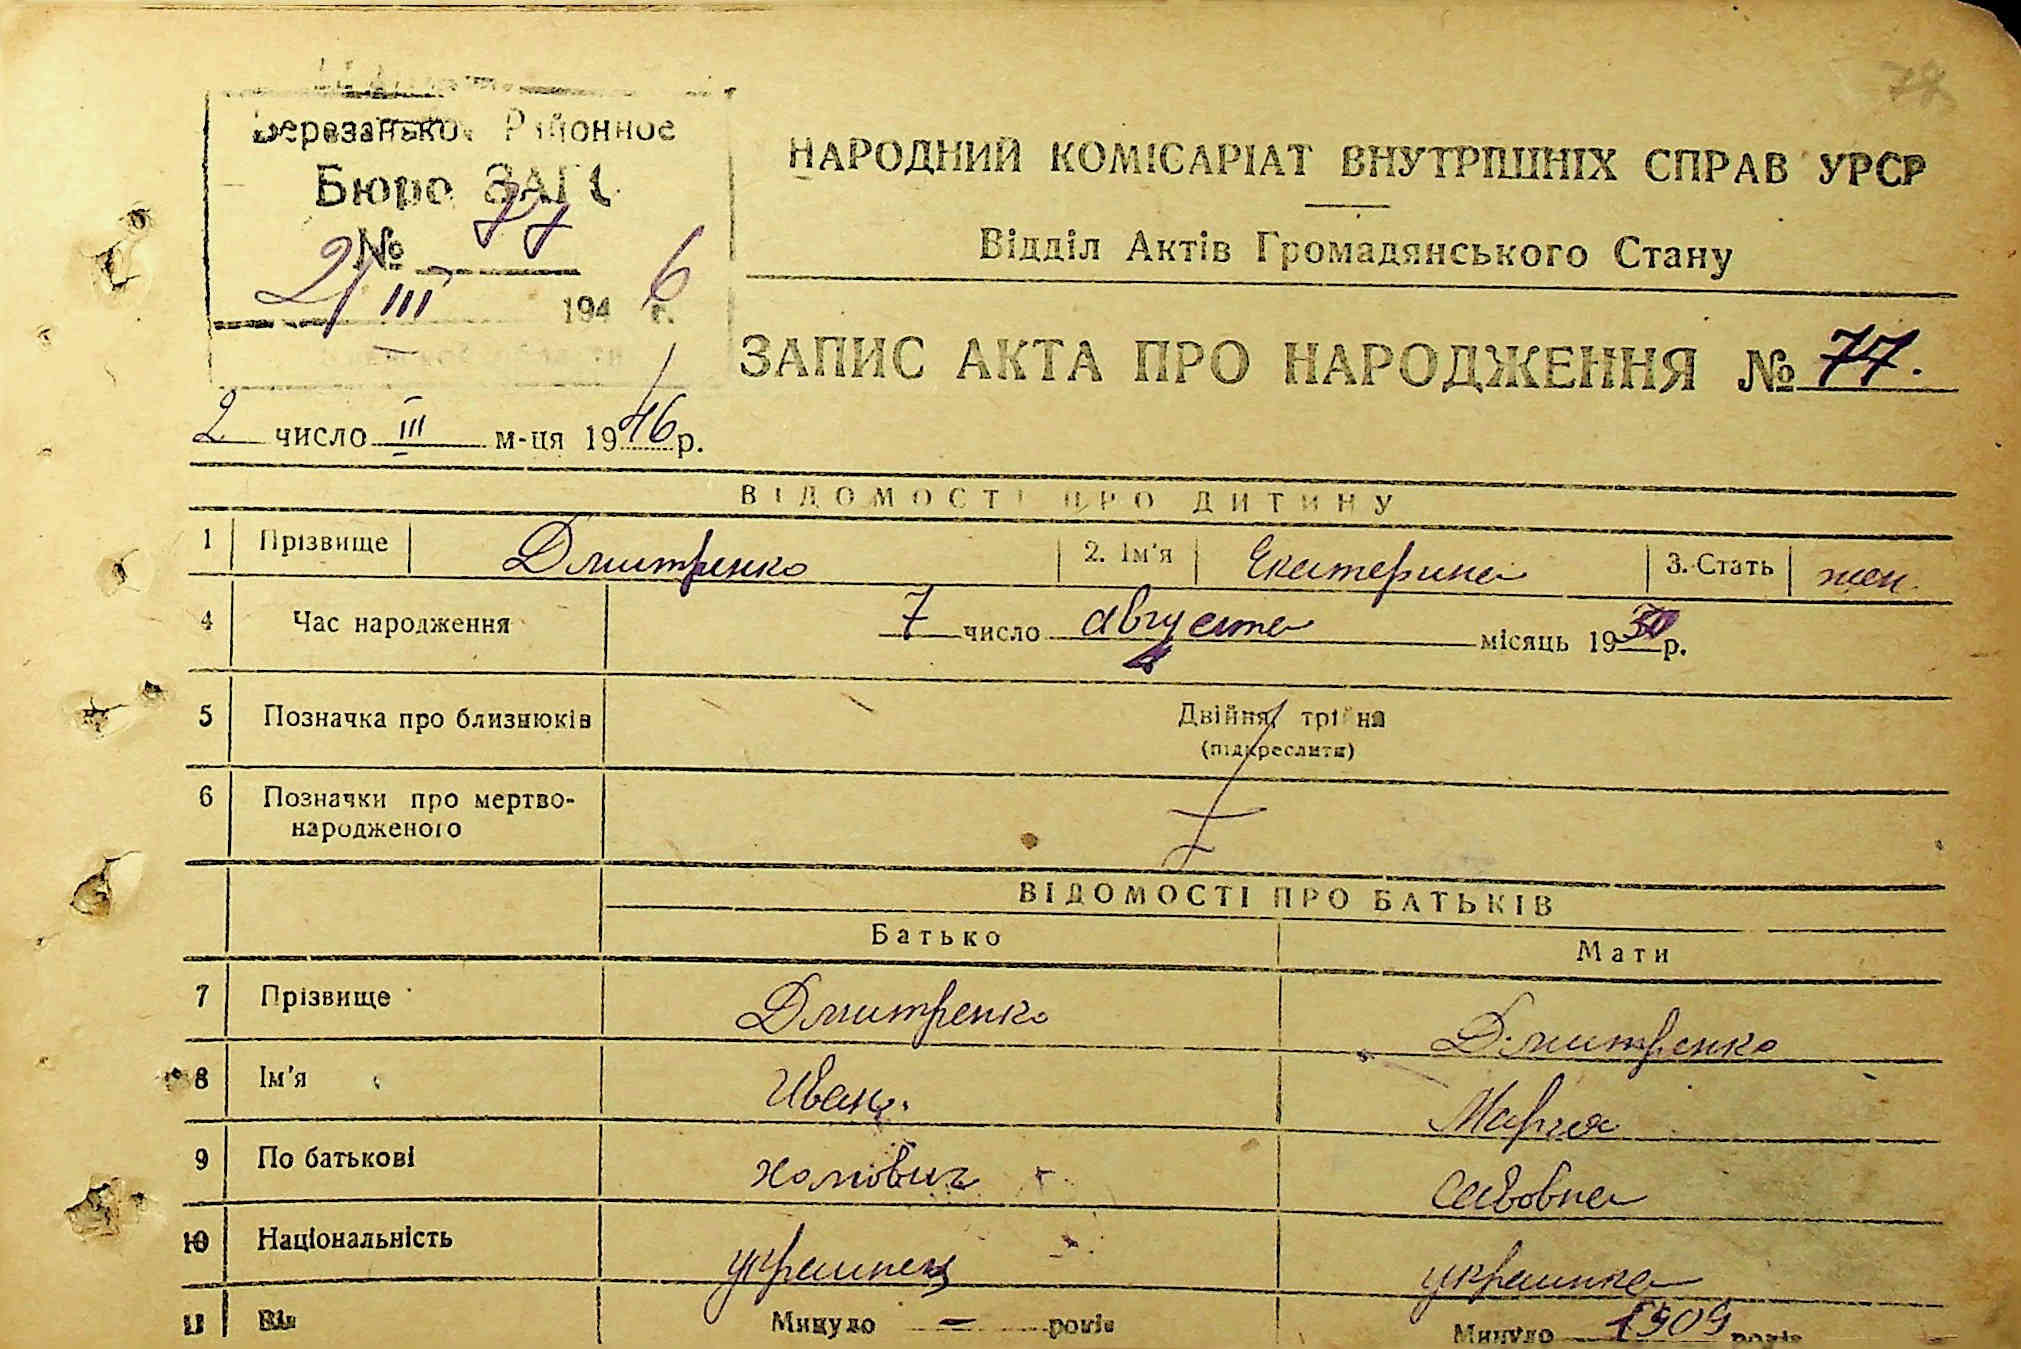 77
Березанское Районное
Бюро ЗАГС
№ 77
2/III 1946 г.
НАРОДНИЙ КОМІСАРІАТ ВНУТРІШНІХ СПРАВ УРСР
Відділ Актів Громадянського Стану
ЗАПИС АКТА ПРО НАРОДЖЕННЯ № 77.
2 число III м-ця 1946 р.
ВІДОМОСТІ ПРО ДИТИНУ
1 Прізвище Дмитренко 2. Ім'я Екатерина 3. Стать жен.
4 Час народження 7 число августа місяць 1930 р.
5 Позначка про близнюків Двійня, трійня
(підкреслити)
6 Позначки про мертво-
народженого
ВІДОМОСТІ ПРО БАТЬКІВ
Батько Мати
7 Прізвище Дмитренко Дмитренко
8 Ім'я Иван. Мария
9 По батькові Хомович Савовна
10 Національність украинец украинка
11 Вік Минуло — років Минуло 1909 років